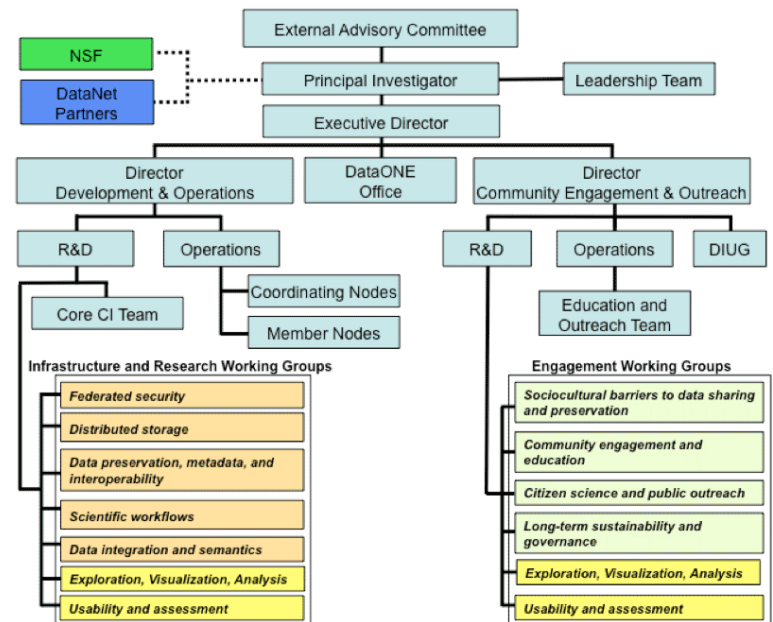 External Advisory Committee
NSF
Principal Investigator
Leadership Team
DataNet
Partners
Executive Director
Director
Development & Operations
DataONE
Office
Director
Community Engagement & Outreach
R&D
Operations
R&D
Operations
DIUG
Coordinating Nodes
Core CI Team
Member Nodes
Education and
Outreach Team
Infrastructure and Research Working Groups
Federated security
Distributed storage
Data preservation, metadata, and
interoperability
Scientific workflows
Data integration and semantics
Exploration, Visualization, Analysis
Usability and assessment
Engagement Working Groups
Sociocultural barriers to data sharing
and preservation
Community engagement and
education
Citizen science and public outreach
Long-term sustainability and
governance
Exploration, Visualization, Analysis
Usability and assessment